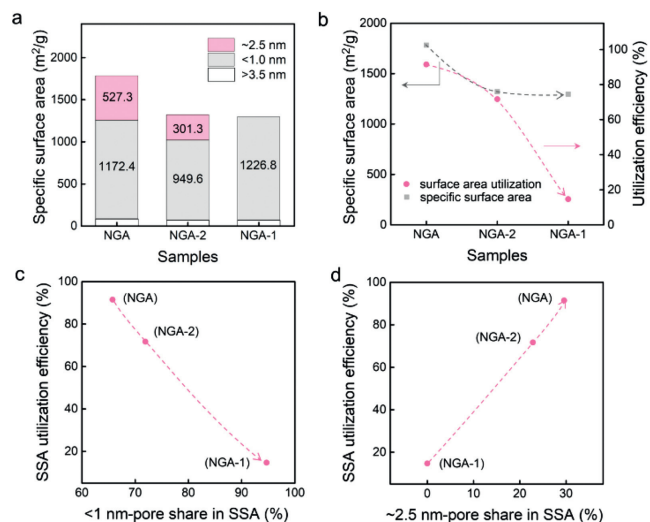 a
Specific surface area (m²/g)
2000
1500
1000
500
0
~2.5 nm
<1.0 nm
>3.5 nm
527.3
1172.4
301.3
949.6
1226.8
NGA NGA-2 NGA-1
Samples
b
Specific surface area (m²/g)
2000
1500
1000
500
0
surface area utilization
specific surface area
100
80
60
40
20
0
Utilization efficiency (%)
NGA NGA-2 NGA-1
Samples
c
SSA utilization efficiency (%)
100
80
60
40
20
(NGA)
(NGA-2)
(NGA-1)
60 70 80 90 100
<1 nm-pore share in SSA (%)
d
SSA utilization efficiency (%)
100
80
60
40
20
(NGA)
(NGA-2)
(NGA-1)
0 10 20 30
~2.5 nm-pore share in SSA (%)